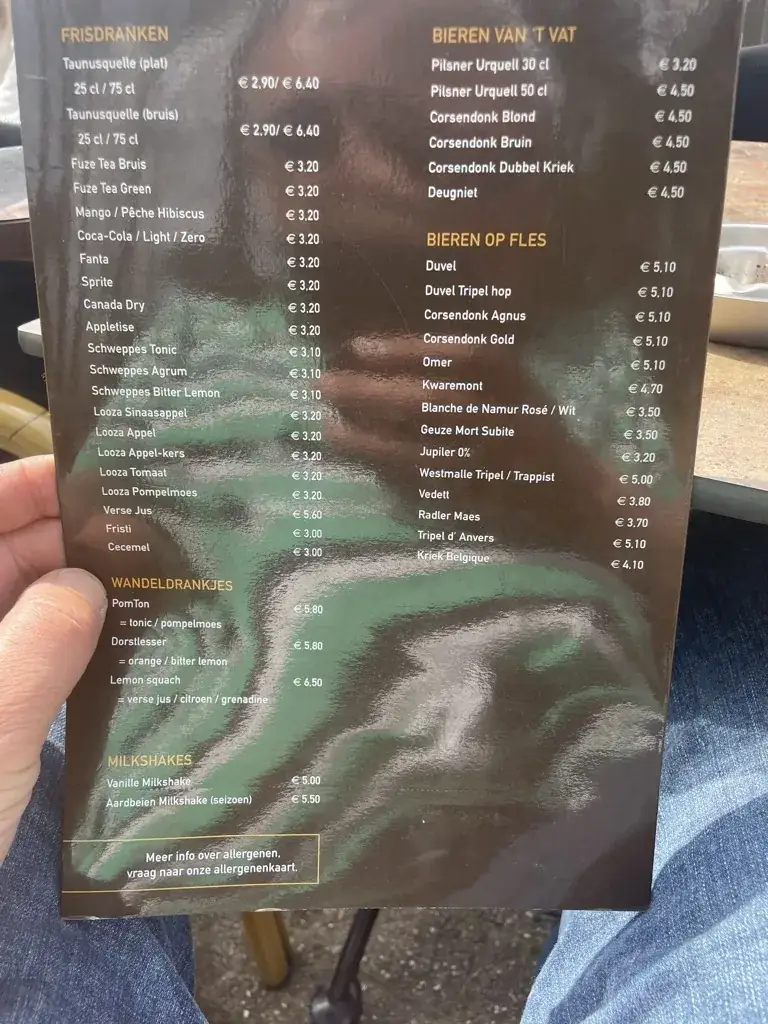 FRISDRANKEN
Taunusquelle (plat)
25 cl / 75 cl € 2,90/ € 6,40
Taunusquelle (bruis)
25 cl / 75 cl € 2,90/ € 6,40
Fuze Tea Bruis € 3,20
Fuze Tea Green € 3,20
Mango / Pêche Hibiscus € 3,20
Coca-Cola / Light / Zero € 3,20
Fanta € 3,20
Sprite € 3,20
Canada Dry € 3,20
Appletise € 3,20
Schweppes Tonic € 3,10
Schweppes Agrum € 3,10
Schweppes Bitter Lemon € 3,10
Looza Sinaasappel € 3,20
Looza Appel € 3,20
Looza Appel-kers € 3,20
Looza Tomaat € 3,20
Looza Pompelmoes € 3,20
Verse Jus € 5,60
Fristi € 3,00
Cecemel € 3,00
WANDELDRANKJES
PomTon € 5,80
= tonic / pompelmoes
Dorstlesser € 5,80
= orange / bitter lemon
Lemon squach € 6,50
= verse jus / citroen / grenadine
MILKSHAKES
Vanille Milkshake € 5,00
Aardbeien Milkshake (seizoen) € 5,50
Meer info over allergenen,
vraag naar onze allergenenkaart.
BIEREN VAN 'T VAT
Pilsner Urquell 30 cl € 3,20
Pilsner Urquell 50 cl € 4,50
Corsendonk Blond € 4,50
Corsendonk Bruin € 4,50
Corsendonk Dubbel Kriek € 4,50
Deugniet € 4,50
BIEREN OP FLES
Duvel € 5,10
Duvel Tripel hop € 5,10
Corsendonk Agnus € 5,10
Corsendonk Gold € 5,10
Omer € 5,10
Kwaremont € 4,70
Blanche de Namur Rosé / Wit € 3,50
Geuze Mort Subite € 3,50
Jupiler 0% € 3,20
Westmalle Tripel / Trappist € 5,00
Vedett € 3,80
Radler Maes € 3,70
Tripel d' Anvers € 5,10
Kriek Belgique € 4,10